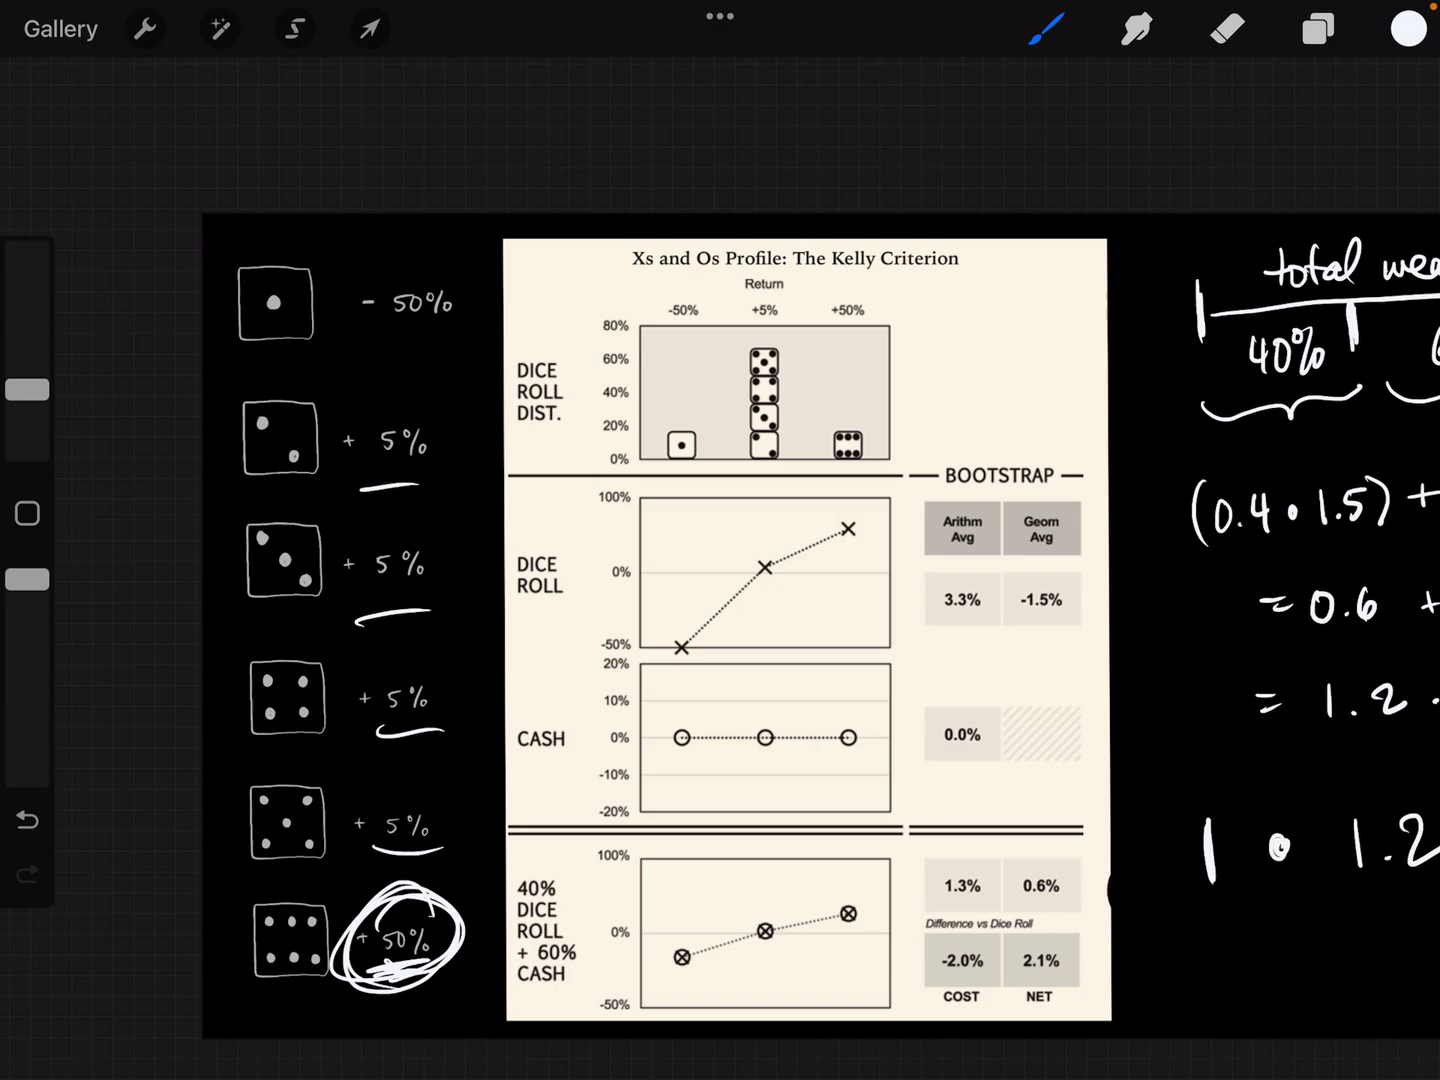 Gallery
- 50%
+ 5%
+ 5%
+ 5%
+ 5%
+ 50%
Xs and Os Profile: The Kelly Criterion
Return
-50% +5% +50%
80%
60%
40%
20%
0%
DICE
ROLL
DIST.
BOOTSTRAP
100%
0%
-50%
DICE
ROLL
Arithm
Avg
Geom
Avg
3.3% -1.5%
20%
10%
0%
-10%
-20%
CASH
0.0%
100%
0%
-50%
40%
DICE
ROLL
+ 60%
CASH
1.3% 0.6%
Difference vs Dice Roll
-2.0% 2.1%
COST NET
total
40%
(0.4 • 1.5) +
= 0.6 +
= 1.2 .
1 • 1.2